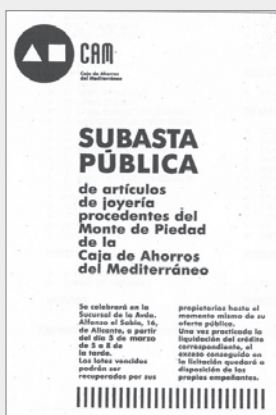 CAM
Caja de Ahorros
del Mediterráneo
SUBASTA
PÚBLICA
de artículos
de joyería
procedentes del
Monte de Piedad
de la
Caja de Ahorros
del Mediterráneo
Se celebrará en la
Sucursal de la Avda.
Alfonso el Sabio, 16,
de Alicante, a partir
del día 5 de marzo
de 5 a 8 de
la tarde.
Los lotes vencidos
podrán ser
recuperados por sus
propietarios hasta el
momento mismo de su
oferta pública.
Una vez practicada la
liquidación del crédito
correspondiente, el
exceso conseguido en
la licitación quedará a
disposición de los
propios empeñantes.